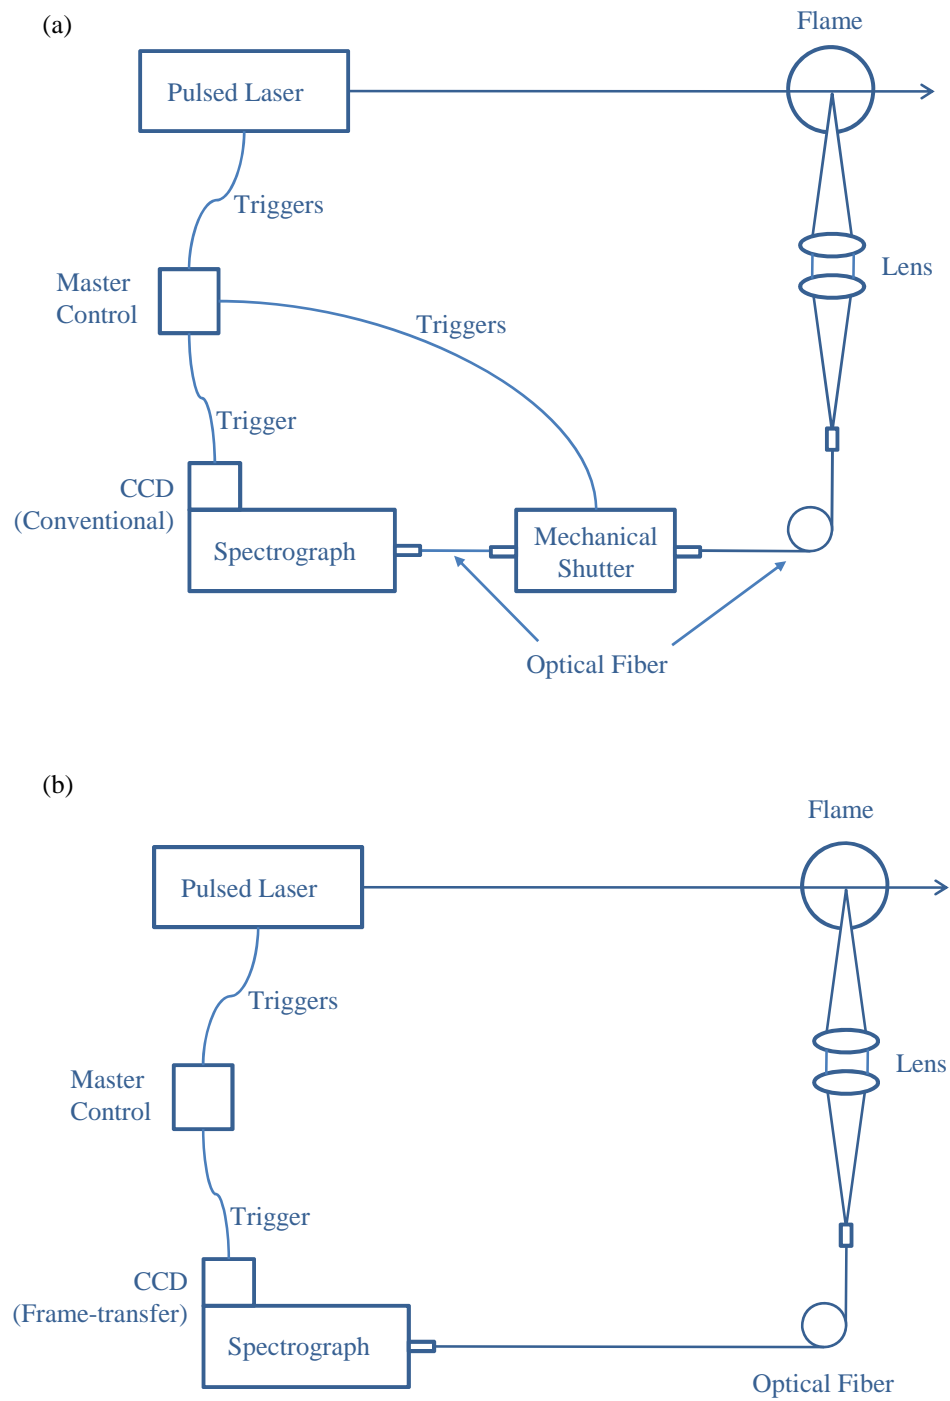 (a)
Flame
Pulsed Laser
Triggers
Lens
Master
Control
Triggers
Trigger
CCD
(Conventional)
Spectrograph
Mechanical
Shutter
Optical Fiber
(b)
Flame
Pulsed Laser
Triggers
Lens
Master
Control
Trigger
CCD
(Frame-transfer)
Spectrograph
Optical Fiber